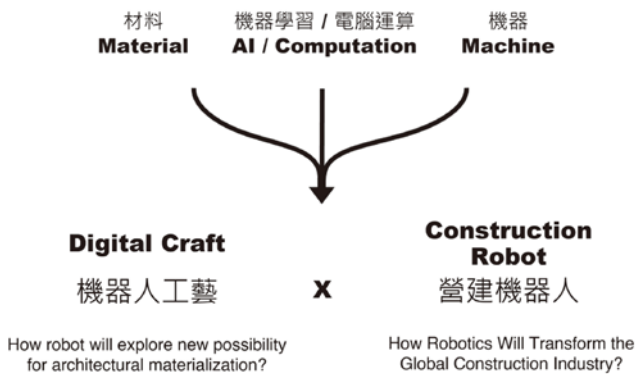 材料
Material
機器學習 / 電腦運算
AI / Computation
機器
Machine
Digital Craft
機器人工藝
X
Construction
Robot
營建機器人
How robot will explore new possibility
for architectural materialization?
How Robotics Will Transform the
Global Construction Industry?